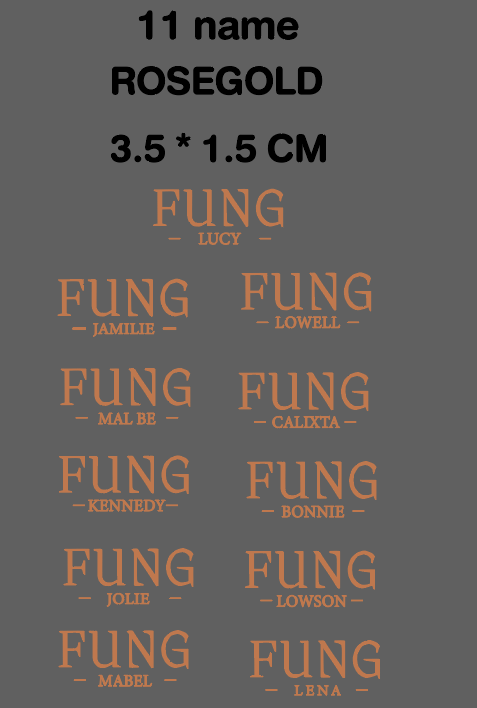 11 name
ROSEGOLD
3.5 * 1.5 CM
FUNG
– LUCY –
FUNG
– JAMILIE –
FUNG
– LOWELL –
FUNG
– MAL BE –
FUNG
– CALIXTA –
FUNG
– KENNEDY –
FUNG
– BONNIE –
FUNG
– JOLIE –
FUNG
– LOWSON –
FUNG
– MABEL –
FUNG
– LENA –